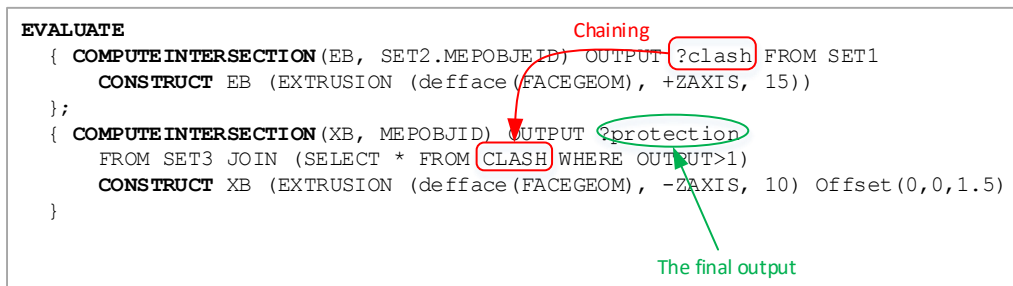 EVALUATE
Chaining
{ COMPUTEINTERSECTION(EB, SET2.MEPOBJEID) OUTPUT ?clash FROM SET1
CONSTRUCT EB (EXTRUSION (defface(FACEGEOM), +ZAXIS, 15))
};
{ COMPUTEINTERSECTION(XB, MEPOBJID) OUTPUT ?protection
FROM SET3 JOIN (SELECT * FROM CLASH WHERE OUTPUT>1)
CONSTRUCT XB (EXTRUSION (defface(FACEGEOM), -ZAXIS, 10) Offset(0,0,1.5)
}
The final output